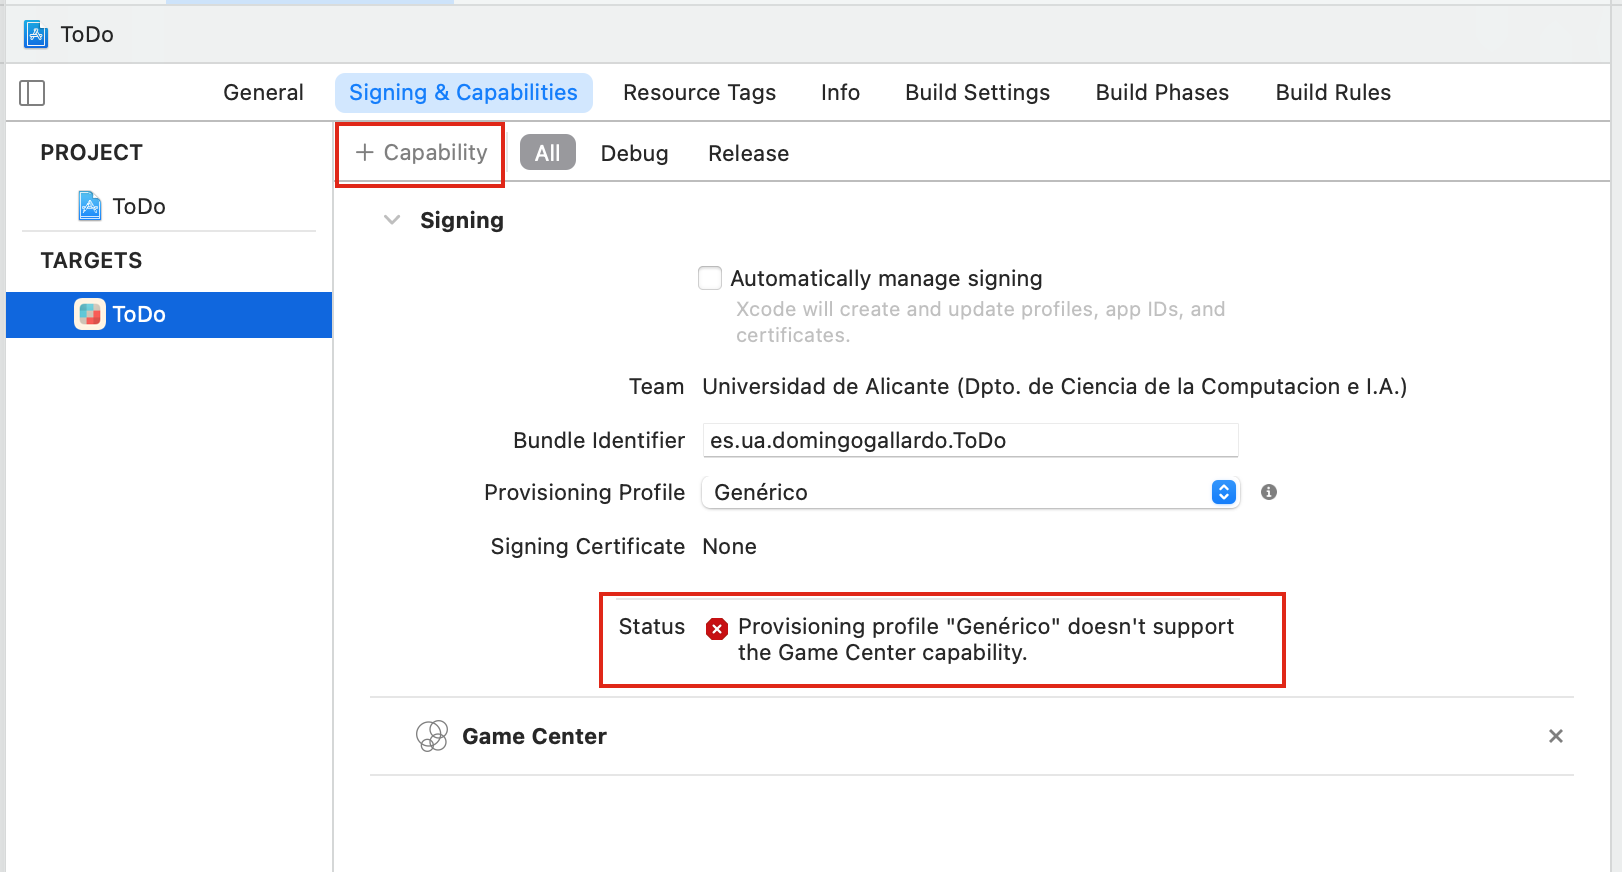 ToDo
General Signing & Capabilities Resource Tags Info Build Settings Build Phases Build Rules
PROJECT
ToDo
TARGETS
ToDo
+ Capability All Debug Release
Signing
Automatically manage signing
Xcode will create and update profiles, app IDs, and
certificates.
Team Universidad de Alicante (Dpto. de Ciencia de la Computacion e I.A.)
Bundle Identifier es.ua.domingogallardo.ToDo
Provisioning Profile Genérico
Signing Certificate None
Status Provisioning profile "Genérico" doesn't support
the Game Center capability.
Game Center